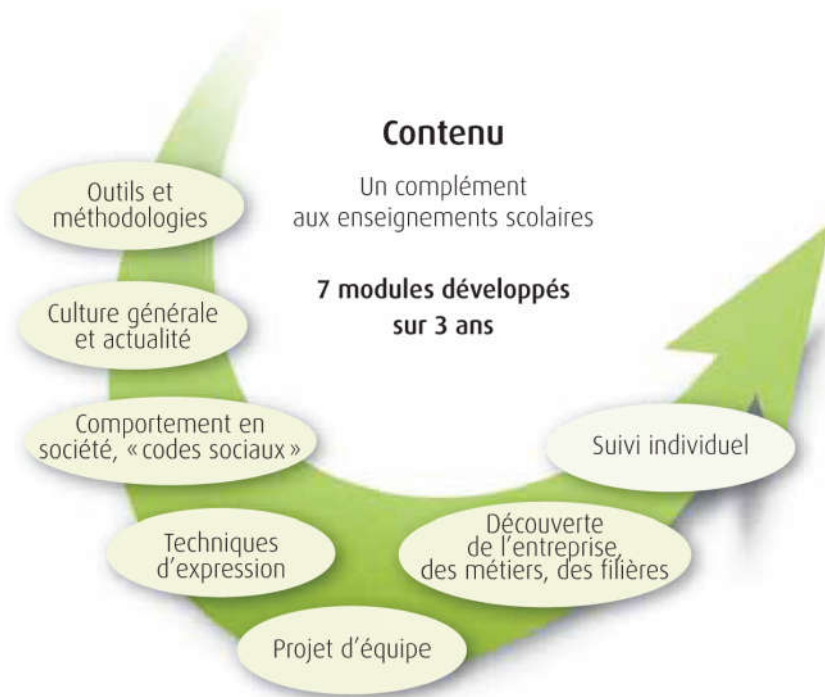 Contenu
Un complément
aux enseignements scolaires
7 modules développés
sur 3 ans
Outils et
méthodologies
Culture générale
et actualité
Comportement en
société, « codes sociaux »
Techniques
d'expression
Projet d'équipe
Découverte
de l'entreprise,
des métiers, des filières
Suivi individuel